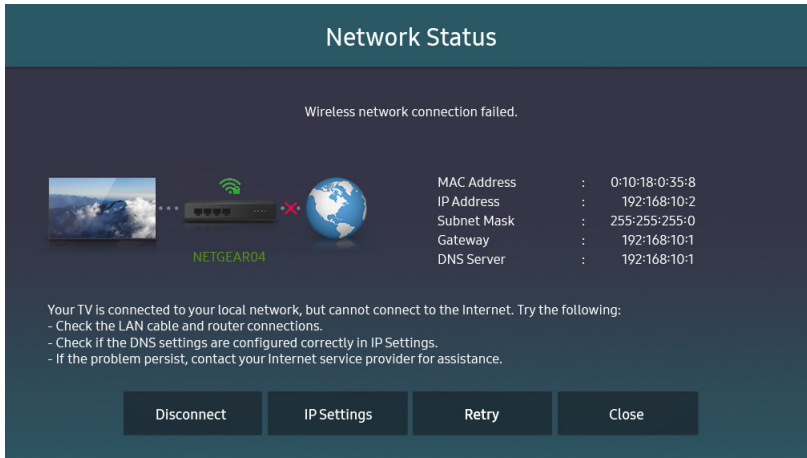 Network Status
Wireless network connection failed.
NETGEAR04
MAC Address : 0:10:18:0:35:8
IP Address : 192:168:10:2
Subnet Mask : 255:255:255:0
Gateway : 192:168:10:1
DNS Server : 192:168:10:1
Your TV is connected to your local network, but cannot connect to the Internet. Try the following:
- Check the LAN cable and router connections.
- Check if the DNS settings are configured correctly in IP Settings.
- If the problem persist, contact your Internet service provider for assistance.
Disconnect
IP Settings
Retry
Close